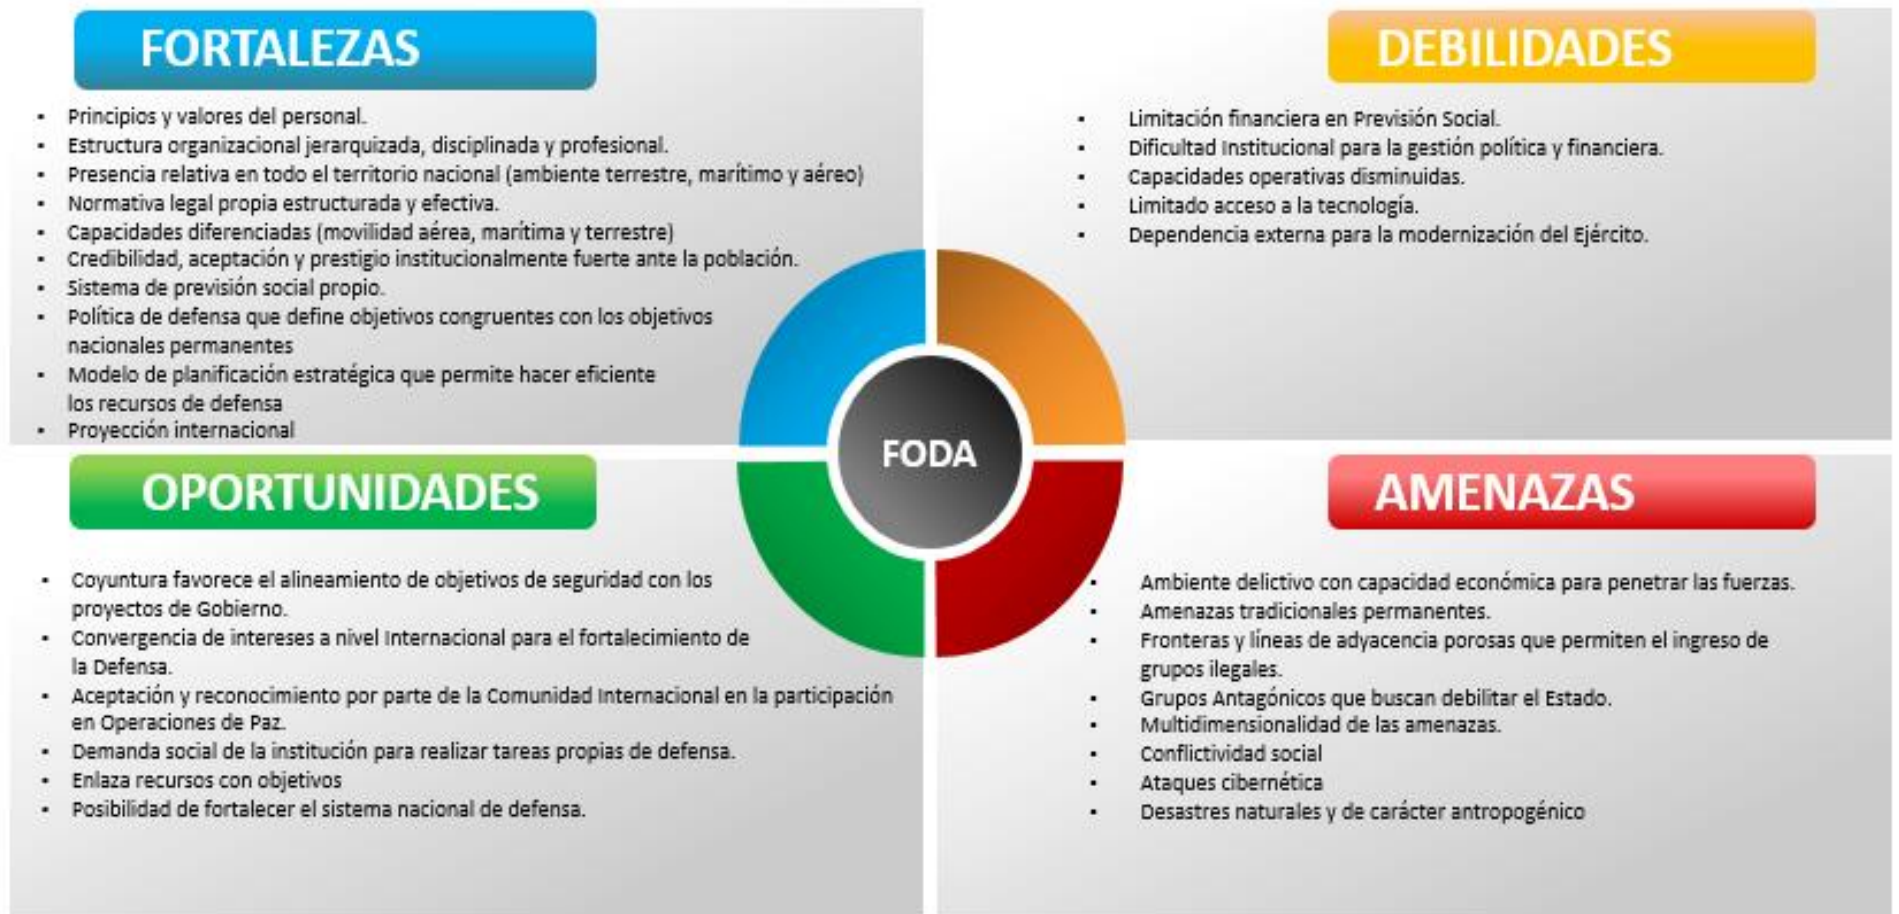 FORTALEZAS
▪ Principios y valores del personal.
▪ Estructura organizacional jerarquizada, disciplinada y profesional.
▪ Presencia relativa en todo el territorio nacional (ambiente terrestre, marítimo y aéreo)
▪ Normativa legal propia estructurada y efectiva.
▪ Capacidades diferenciadas (movilidad aérea, marítima y terrestre)
▪ Credibilidad, aceptación y prestigio institucionalmente fuerte ante la población.
▪ Sistema de previsión social propio.
▪ Política de defensa que define objetivos congruentes con los objetivos
nacionales permanentes
▪ Modelo de planificación estratégica que permite hacer eficiente
los recursos de defensa
▪ Proyección internacional
DEBILIDADES
▪ Limitación financiera en Previsión Social.
▪ Dificultad Institucional para la gestión política y financiera.
▪ Capacidades operativas disminuidas.
▪ Limitado acceso a la tecnología.
▪ Dependencia externa para la modernización del Ejército.
FODA
OPORTUNIDADES
▪ Coyuntura favorece el alineamiento de objetivos de seguridad con los
proyectos de Gobierno.
▪ Convergencia de intereses a nivel Internacional para el fortalecimiento de
la Defensa.
▪ Aceptación y reconocimiento por parte de la Comunidad Internacional en la participación
en Operaciones de Paz.
▪ Demanda social de la institución para realizar tareas propias de defensa.
▪ Enlaza recursos con objetivos
▪ Posibilidad de fortalecer el sistema nacional de defensa.
AMENAZAS
▪ Ambiente delictivo con capacidad económica para penetrar las fuerzas.
▪ Amenazas tradicionales permanentes.
▪ Fronteras y líneas de adyacencia porosas que permiten el ingreso de
grupos ilegales.
▪ Grupos Antagónicos que buscan debilitar el Estado.
▪ Multidimensionalidad de las amenazas.
▪ Conflictividad social
▪ Ataques cibernética
▪ Desastres naturales y de carácter antropogénico